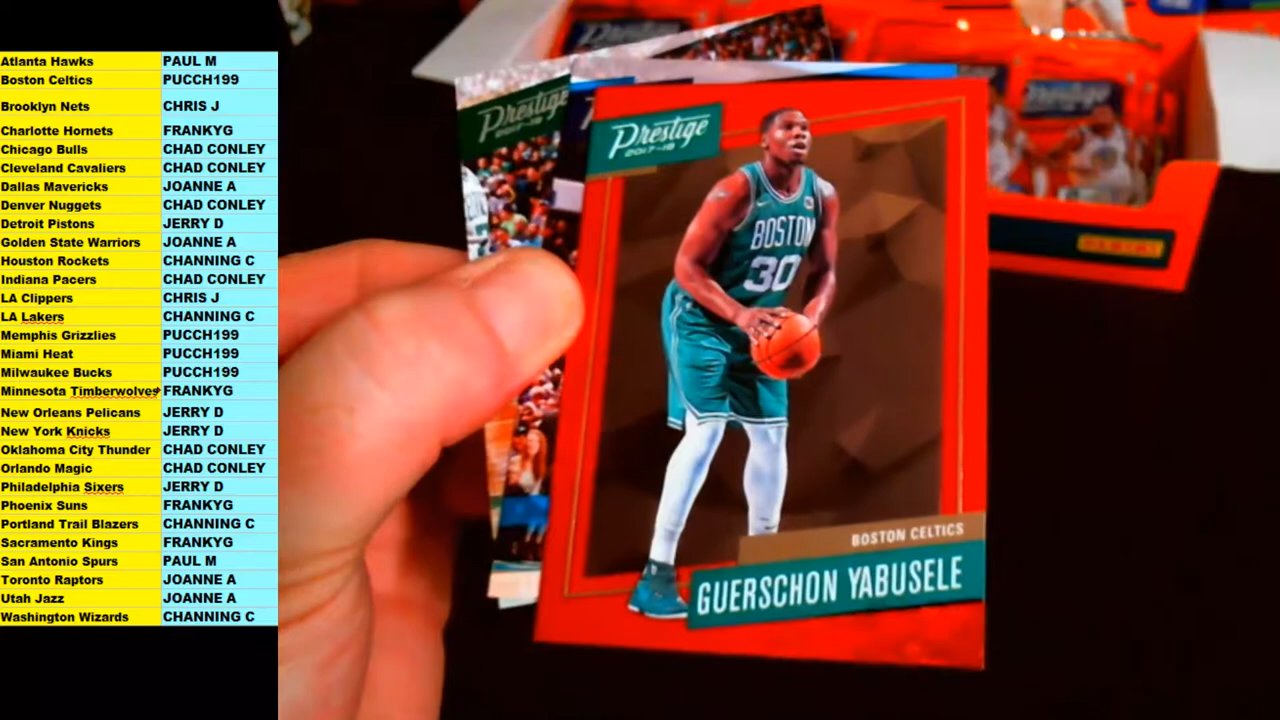 Atlanta Hawks PAUL M
Boston Celtics PUCCH199
Brooklyn Nets CHRIS J
Charlotte Hornets FRANKYG
Chicago Bulls CHAD CONLEY
Cleveland Cavaliers CHAD CONLEY
Dallas Mavericks JOANNE A
Denver Nuggets CHAD CONLEY
Detroit Pistons JERRY D
Golden State Warriors JOANNE A
Houston Rockets CHANNING C
Indiana Pacers CHAD CONLEY
LA Clippers CHRIS J
LA Lakers CHANNING C
Memphis Grizzlies PUCCH199
Miami Heat PUCCH199
Milwaukee Bucks PUCCH199
Minnesota Timberwolves FRANKYG
New Orleans Pelicans JERRY D
New York Knicks JERRY D
Oklahoma City Thunder CHAD CONLEY
Orlando Magic CHAD CONLEY
Philadelphia Sixers JERRY D
Phoenix Suns FRANKYG
Portland Trail Blazers CHANNING C
Sacramento Kings FRANKYG
San Antonio Spurs PAUL M
Toronto Raptors JOANNE A
Utah Jazz JOANNE A
Washington Wizards CHANNING C
Prestige
2017-18
Prestige
2017-18
BOSTON
30
BOSTON CELTICS
GUERSCHON YABUSELE
Prestige
PANINI